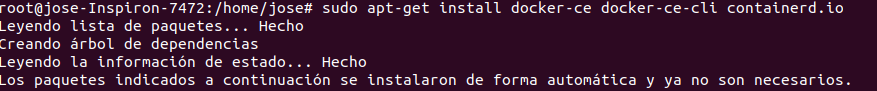 root@jose-Inspiron-7472:/home/jose# sudo apt-get install docker-ce docker-ce-cli containerd.io
Leyendo lista de paquetes... Hecho
Creando árbol de dependencias
Leyendo la información de estado... Hecho
Los paquetes indicados a continuación se instalaron de forma automática y ya no son necesarios.